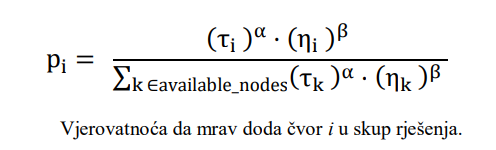 pᵢ = (τᵢ)^α · (ηᵢ)^β / ∑ₖ ∈available_nodes (τₖ)^α · (ηₖ)^β
Vjerovatnoća da mrav doda čvor i u skup rješenja.